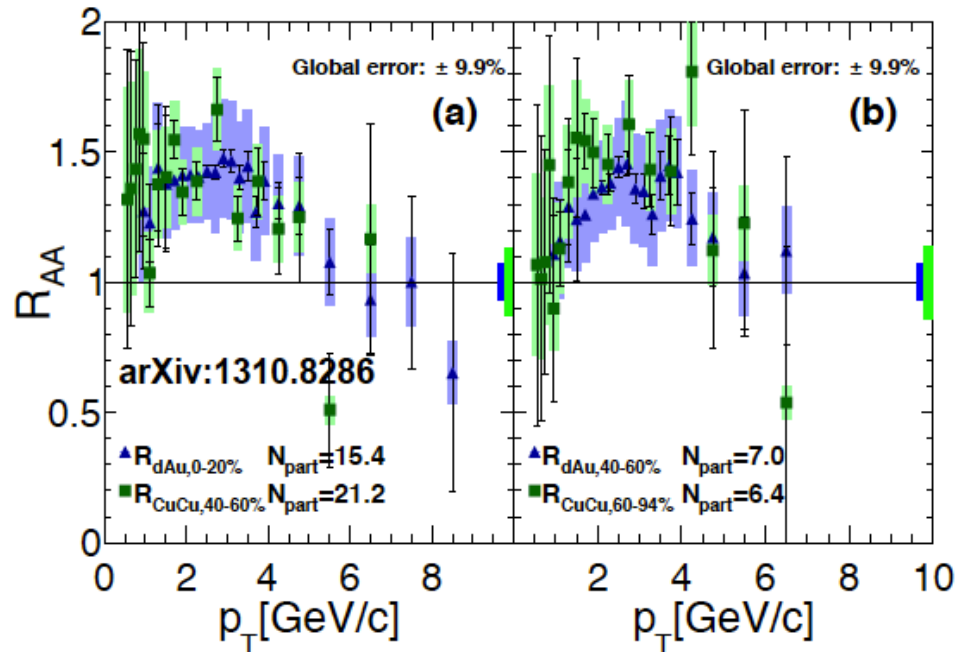 Global error: ± 9.9%
(a)
arXiv:1310.8286
▲R_dAu,0-20% N_part=15.4
■R_CuCu,40-60% N_part=21.2
Global error: ± 9.9%
(b)
▲R_dAu,40-60% N_part=7.0
■R_CuCu,60-94% N_part=6.4
R_AA
2
1.5
1
0.5
0
0 2 4 6 8
2 4 6 8 10
p_T[GeV/c]
p_T[GeV/c]